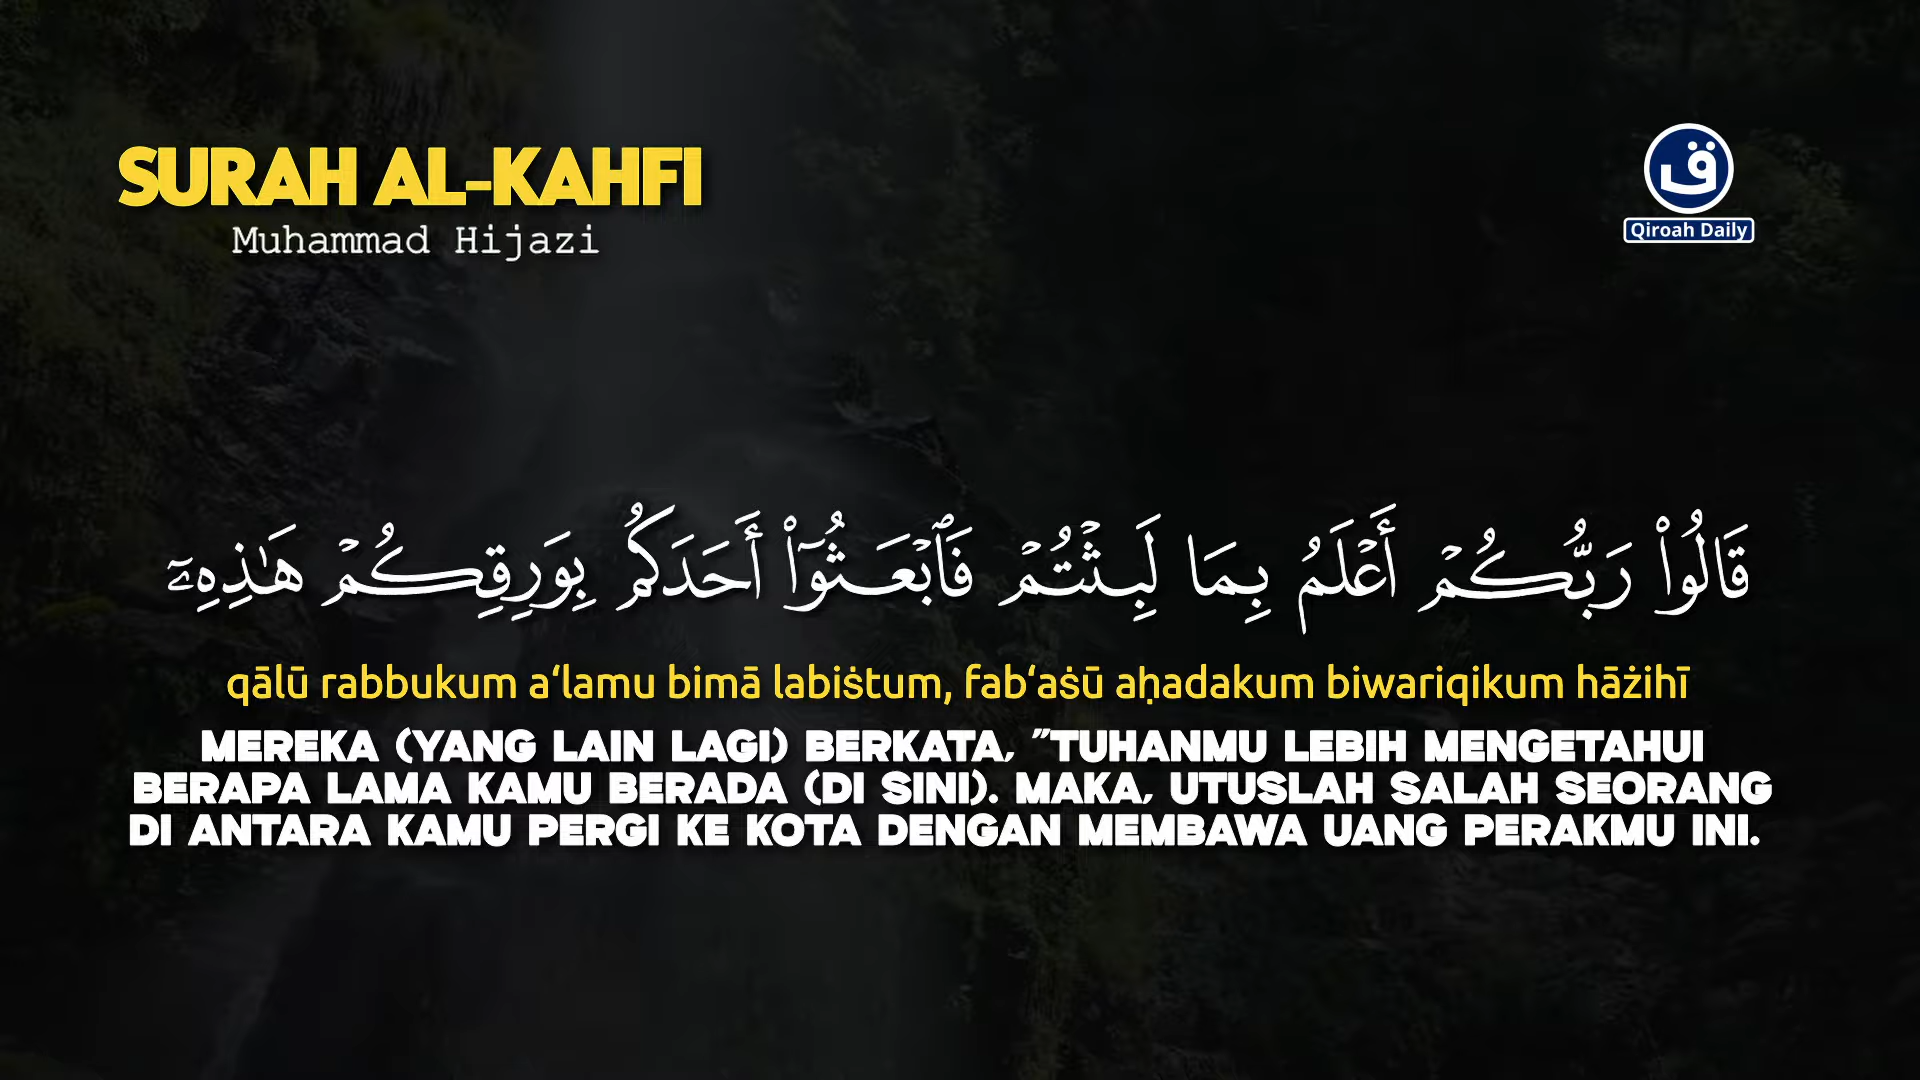 SURAH AL-KAHFI
Muhammad Hijazi
ق
Qiroah Daily
قَالُوا۟ رَبُّكُمْ أَعْلَمُ بِمَا لَبِثْتُمْ فَٱبْعَثُوٓا۟ أَحَدَكُم بِوَرِقِكُمْ هَـٰذِهِۦٓ
qālū rabbukum a‘lamu bimā labiṡtum, fab‘aṡū aḥadakum biwariqikum hāżihī
MEREKA (YANG LAIN LAGI) BERKATA, "TUHANMU LEBIH MENGETAHUI
BERAPA LAMA KAMU BERADA (DI SINI). MAKA, UTUSLAH SALAH SEORANG
DI ANTARA KAMU PERGI KE KOTA DENGAN MEMBAWA UANG PERAKMU INI.